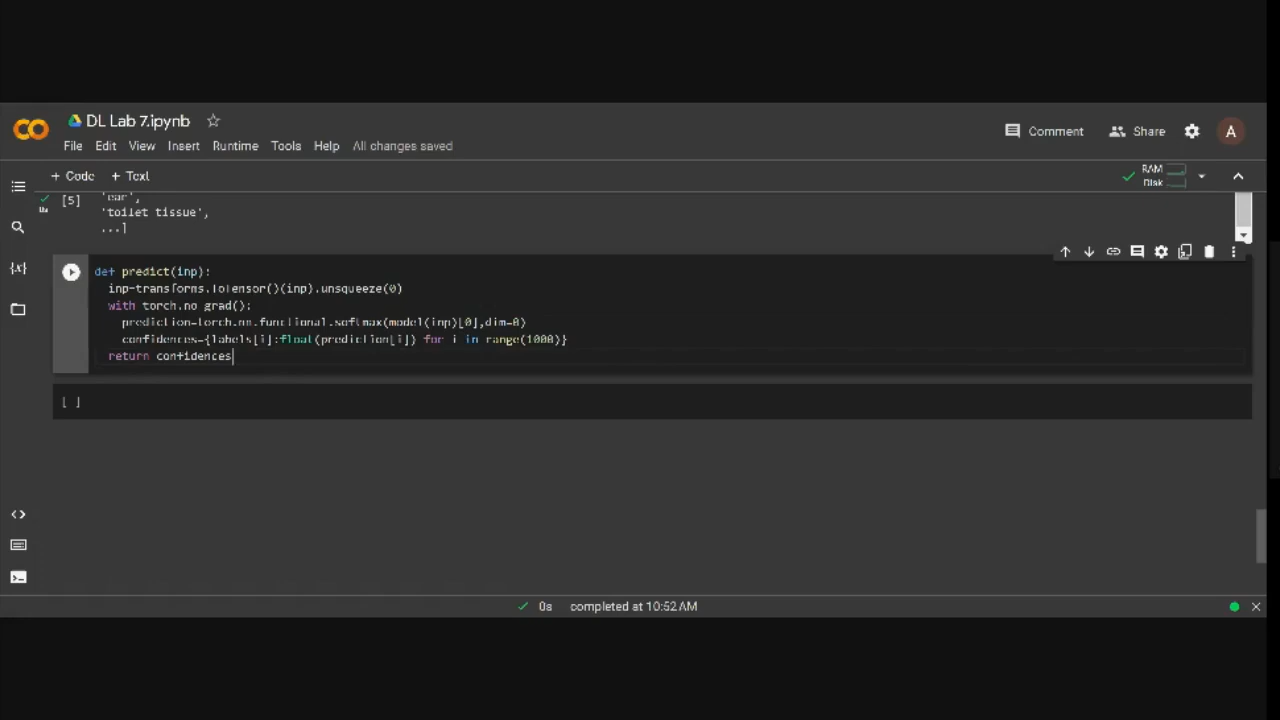 DL Lab 7.ipynb
File Edit View Insert Runtime Tools Help All changes saved
Comment Share A
+ Code + Text
RAM
Disk
[5]
'ear',
0s
'toilet tissue',
...]
{x}
def predict(inp):
inp=transforms.ToTensor()(inp).unsqueeze(0)
with torch.no_grad():
prediction=torch.nn.functional.softmax(model(inp)[0],dim=0)
confidences={labels[i]:float(prediction[i]) for i in range(1000)}
return confidences
[ ]
0s completed at 10:52 AM